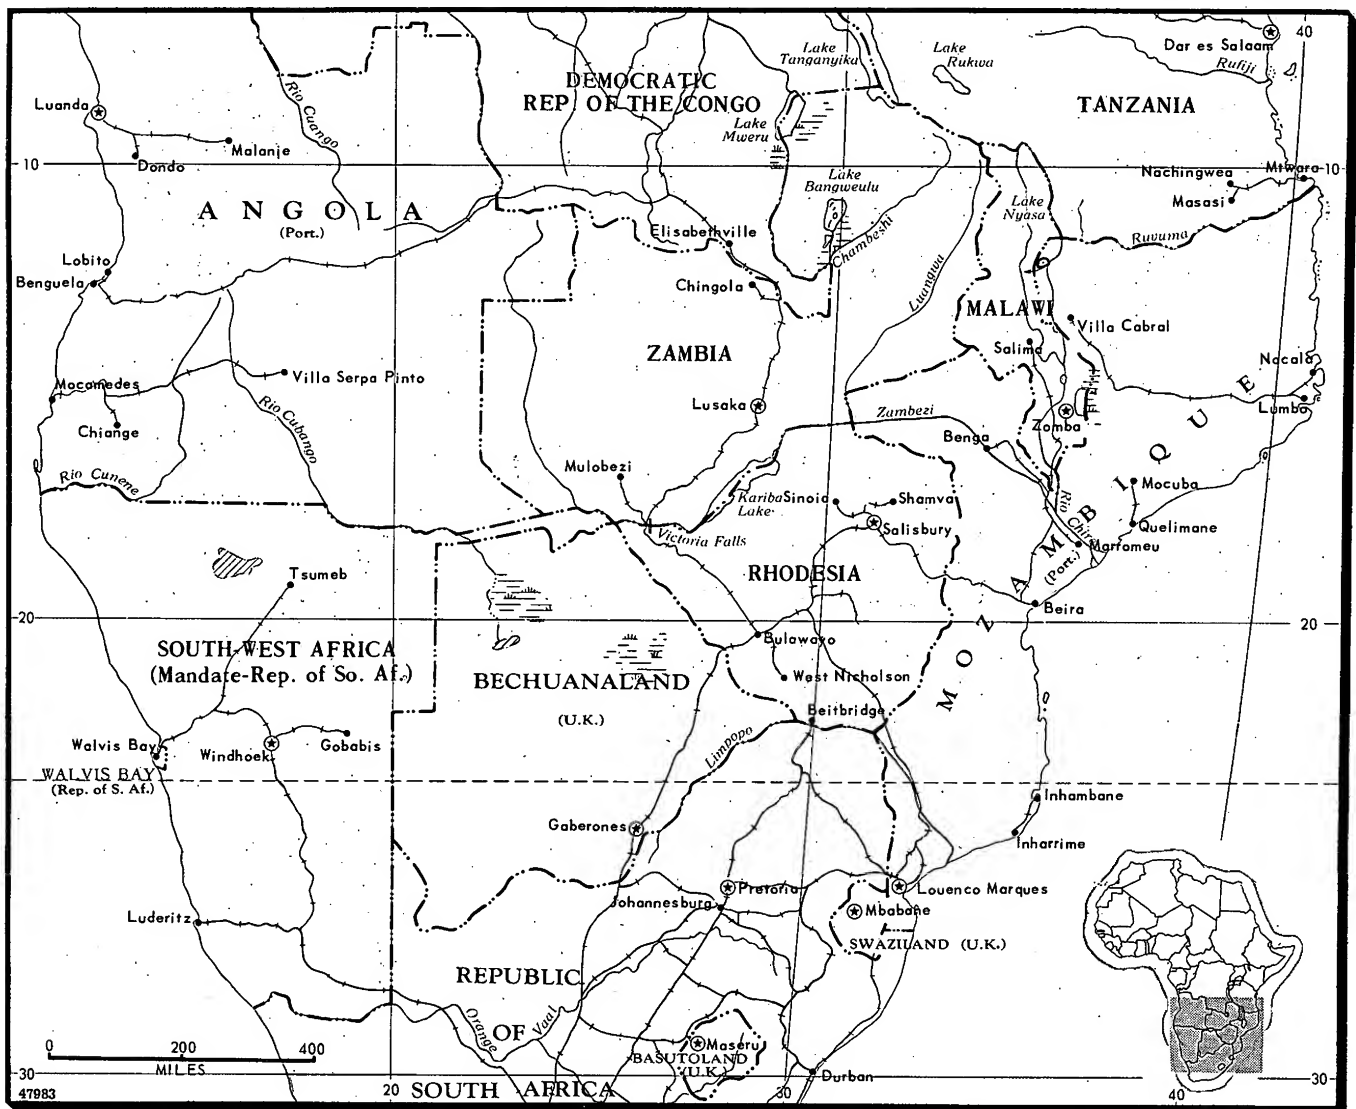 40
Dar es Salaam
Rufiji
Lake
Tanganyika
Lake
Rukwa
DEMOCRATIC
REP. OF THE CONGO
TANZANIA
Luanda
Rio Cuango
Lake
Mweru
Malanje
Dondo
10
10
Nachingwea
Mtwara
Masasi
Lake
Bangweulu
Lake
Nyasa
ANGOLA
(Port.)
Elisabethville
Chambeshi
Ruvuma
Lobito
Benguela
Chingola
Luangwa
MALAWI
Villa Cabral
Salima
ZAMBIA
Nacala
Mocamedes
Villa Serpa Pinto
Lusaka
Zambezi
Lumbo
Chiange
Rio Cubango
Zomba
Benga
Mulobezi
Rio Cunene
Kariba
Lake
Sinoia
Shamva
Mocuba
Salisbury
Quelimane
Rio Chire
Marromeu
Victoria Falls
MOZAMBIQUE
(Port.)
Tsumeb
RHODESIA
Beira
20
20
Bulawayo
SOUTH-WEST AFRICA
(Mandate-Rep. of So. Af.)
BECHUANALAND
(U.K.)
West Nicholson
Beitbridge
Limpopo
Walvis Bay
Windhoek
Gobabis
WALVIS BAY
(Rep. of S. Af.)
Inhambane
Gaberones
Inharrime
Pretoria
Louenco Marques
Johannesburg
Mbabane
Luderitz
SWAZILAND (U.K.)
REPUBLIC
OF
SOUTH AFRICA
Orange
Vaal
Maseru
BASUTOLAND
(U.K.)
Durban
0 200 400
MILES
30
30
47983
20
30
40